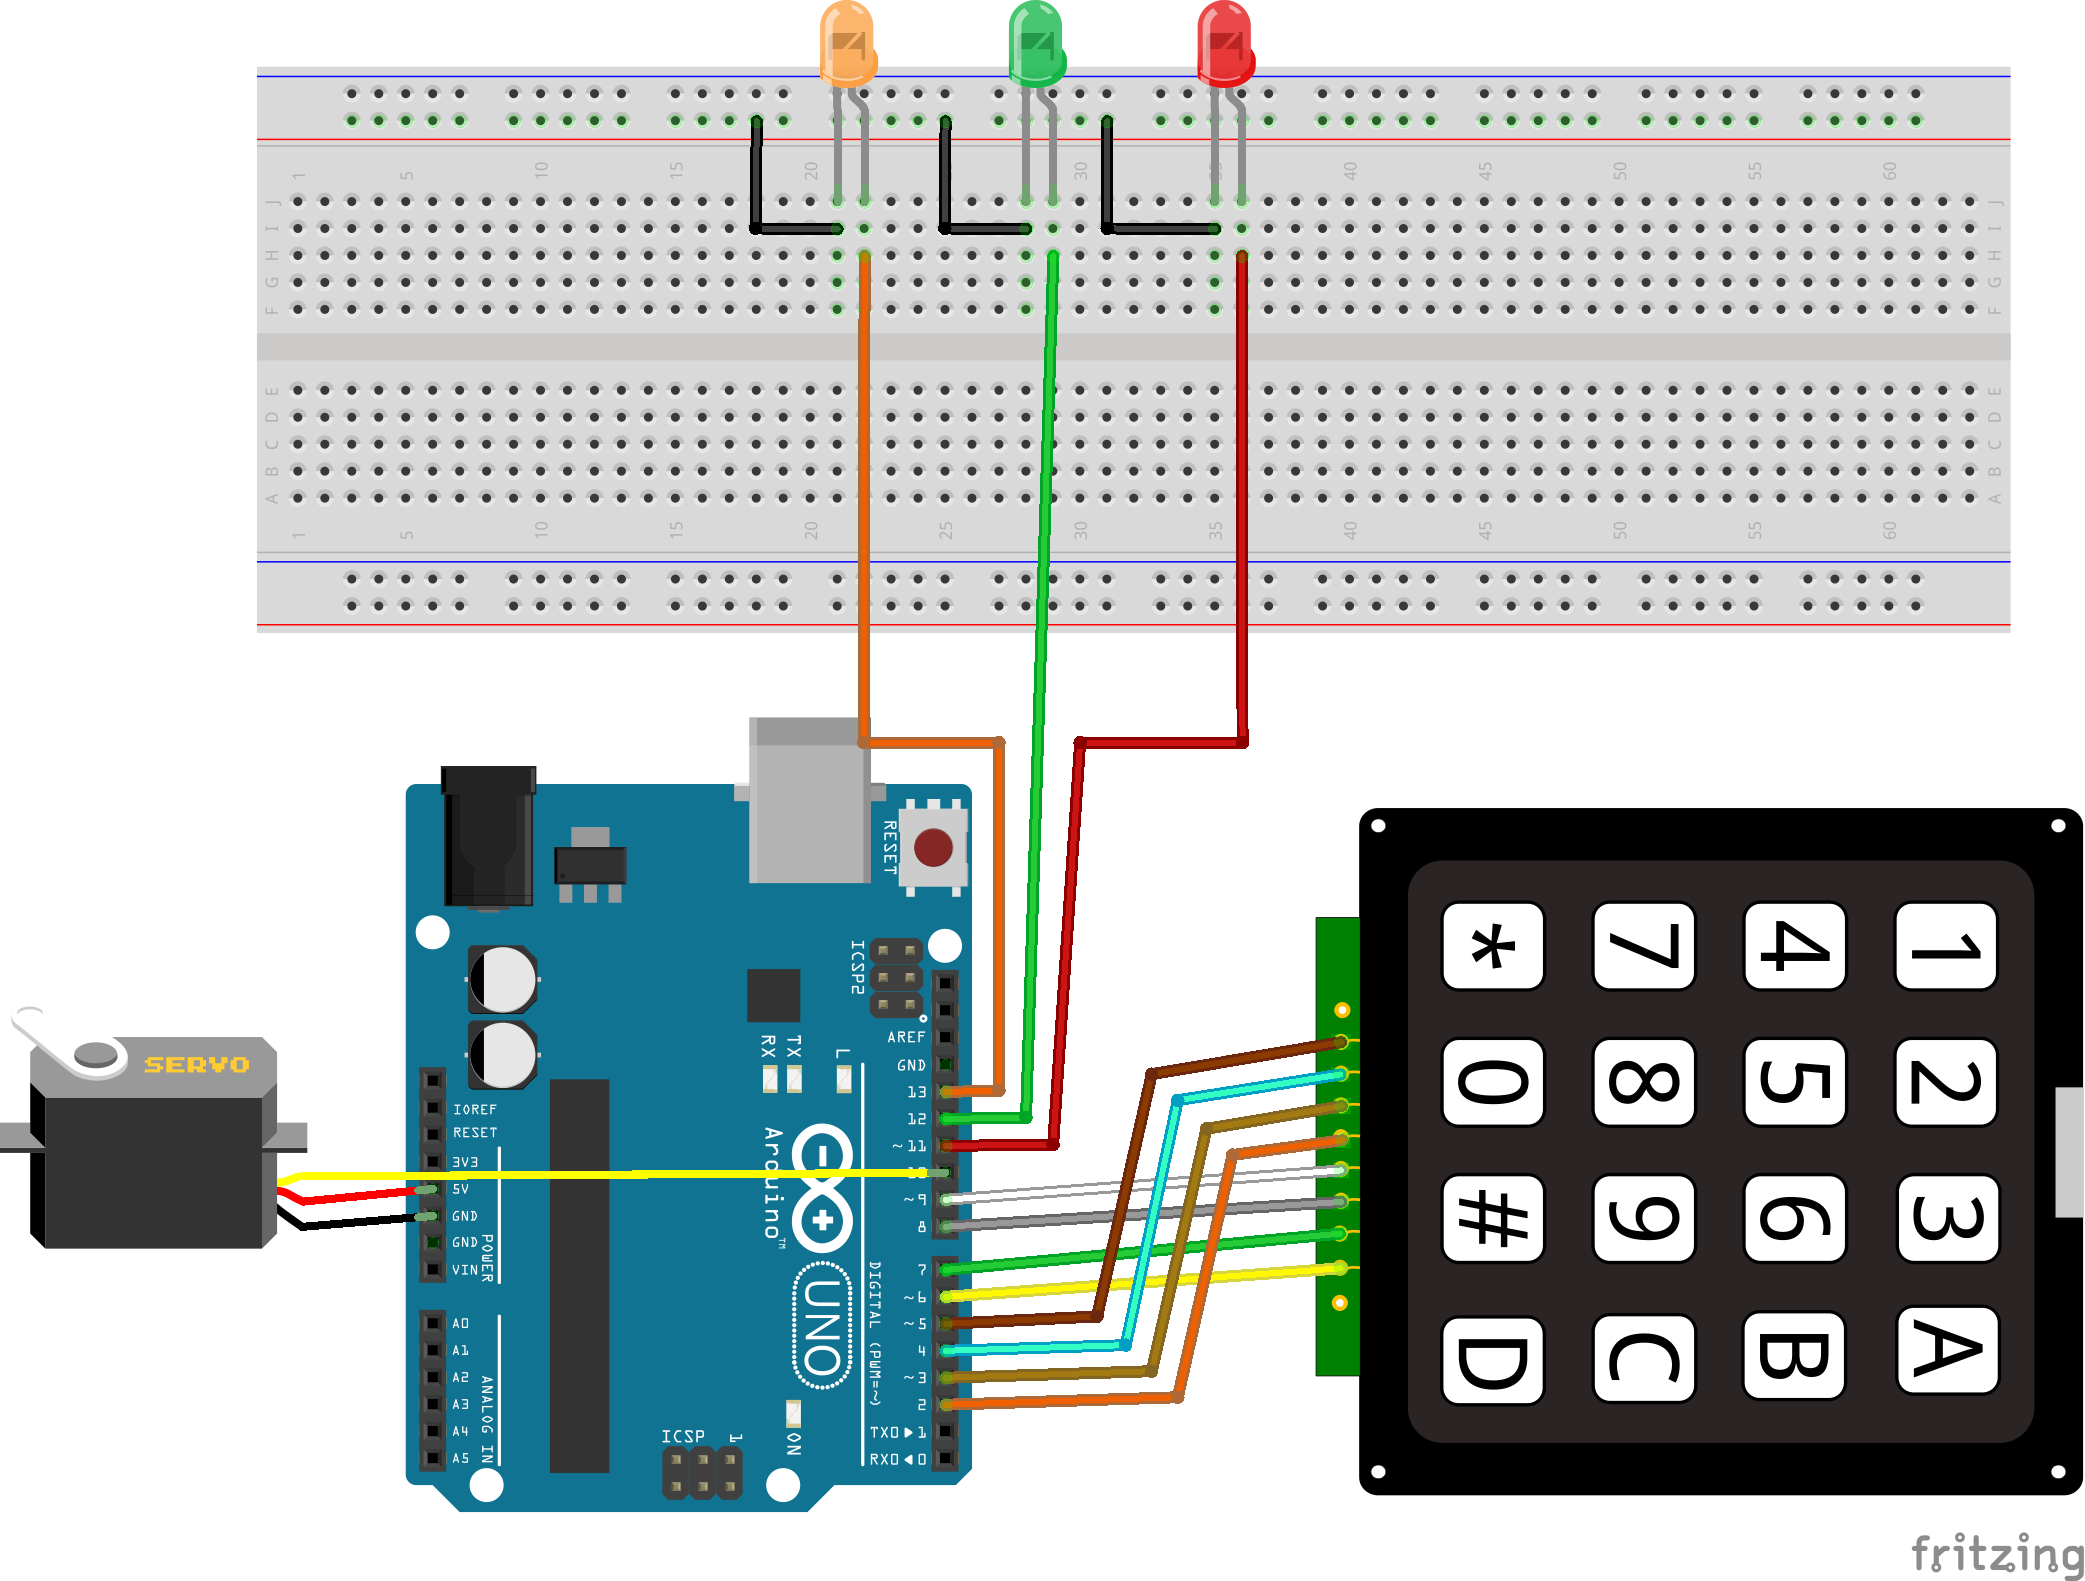 1 5 10 15 20 30 35 40 45 50 55 60
J J
I I
H H
G G
F F
E E
D D
C C
B B
A A
1 5 10 15 20 25 30 35 40 45 50 55 60
RESET
ICSP2
AREF
GND
RX TX L
13
12
~11
IOREF
RESET
3V3
5V
GND
GND
VIN
POWER
~9
8
7
~6
~5
4
~3
2
TX0▶1
RX0◀0
DIGITAL (PWM=~)
Arduino™
UNO
A0
A1
A2
A3
A4
A5
ANALOG IN
ICSP 1
ON
SERVO
* 7 4 1
0 8 5 2
# 9 6 3
D C B A
fritzing